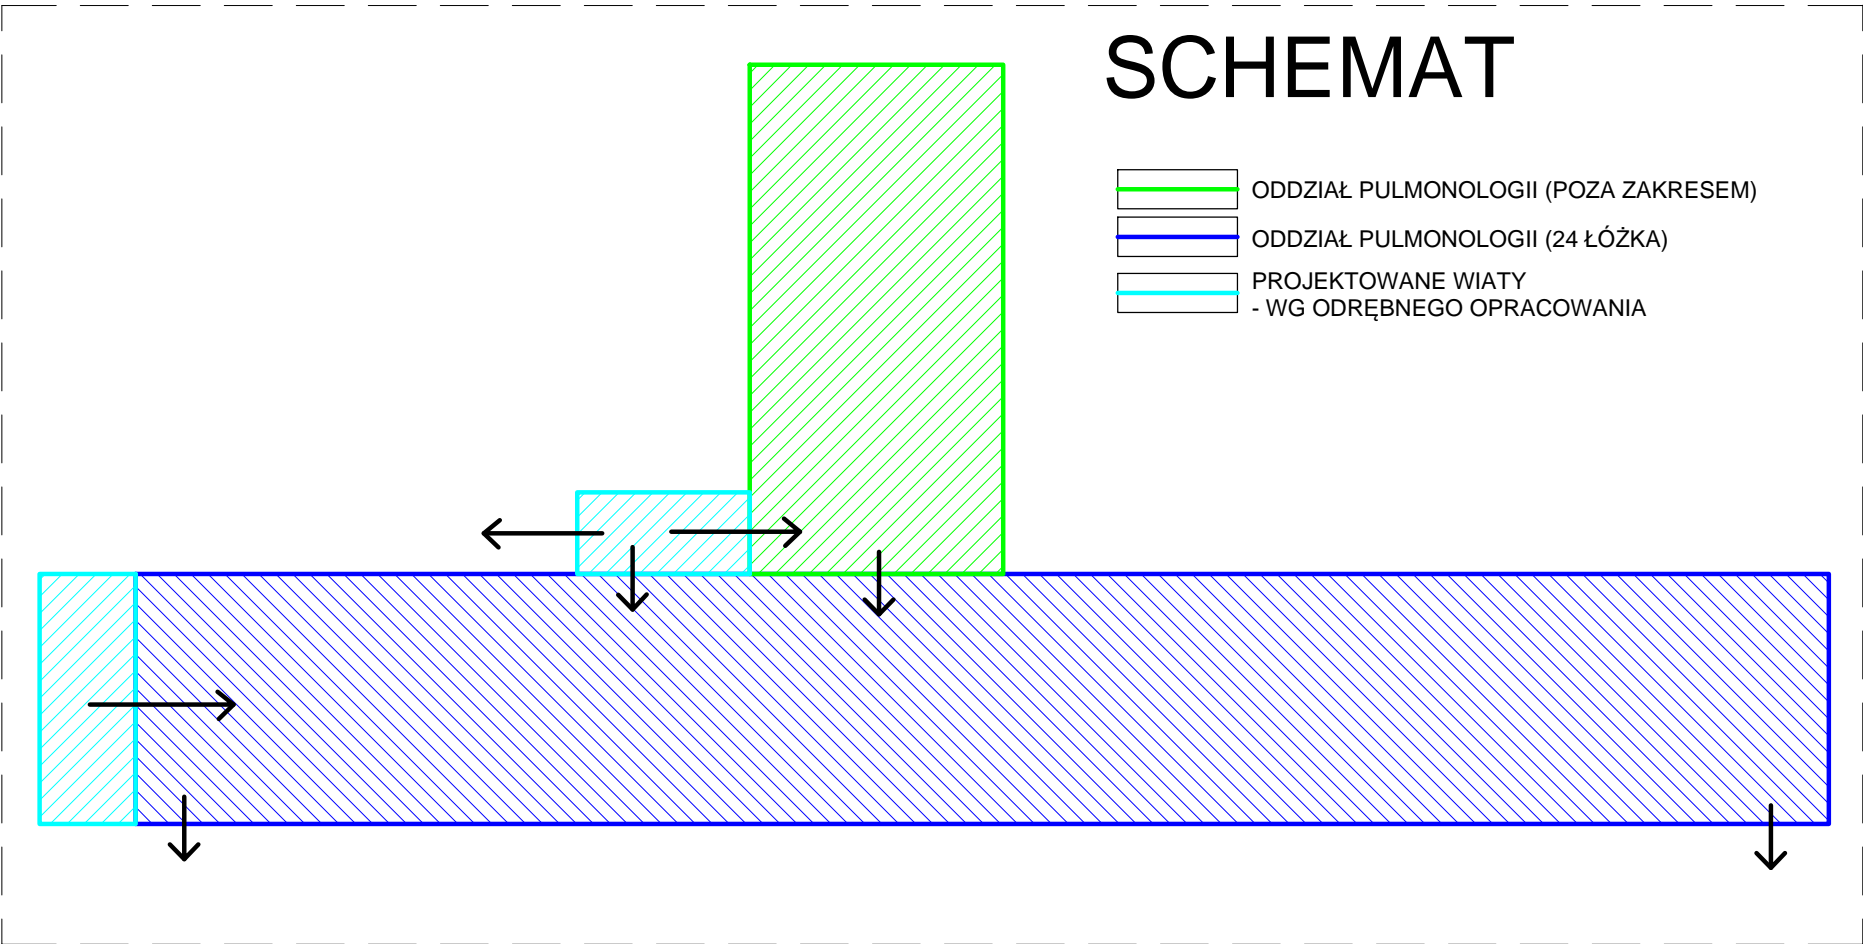 SCHEMAT
ODDZIAŁ PULMONOLOGII (POZA ZAKRESEM)
ODDZIAŁ PULMONOLOGII (24 ŁÓŻKA)
PROJEKTOWANE WIATY
- WG ODRĘBNEGO OPRACOWANIA